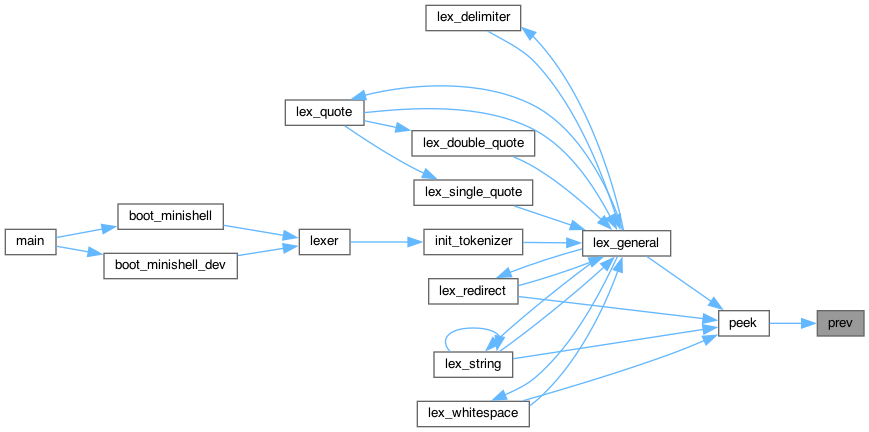 lex_delimiter
lex_quote
lex_double_quote
lex_single_quote
boot_minishell
main
lexer
init_tokenizer
lex_general
boot_minishell_dev
lex_redirect
peek
prev
lex_string
lex_whitespace